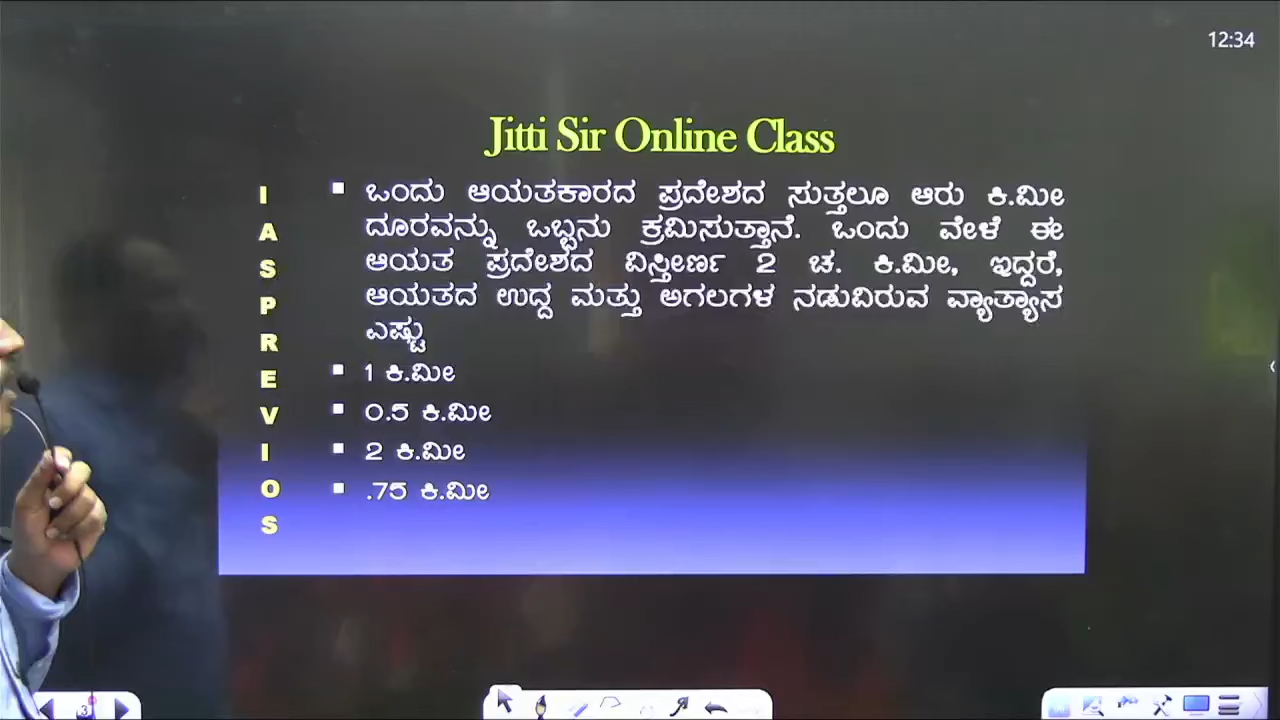 12:34
Jitti Sir Online Class
I A S P R E V I O S
ಒಂದು ಆಯತಕಾರದ ಪ್ರದೇಶದ ಸುತ್ತಲೂ ಆರು ಕಿ.ಮೀ
ದೂರವನ್ನು ಒಬ್ಬನು ಕ್ರಮಿಸುತ್ತಾನೆ. ಒಂದು ವೇಳೆ ಈ
ಆಯತ ಪ್ರದೇಶದ ವಿಸ್ತೀರ್ಣ 2 ಚ. ಕಿ.ಮೀ, ಇದ್ದರೆ,
ಆಯತದ ಉದ್ದ ಮತ್ತು ಅಗಲಗಳ ನಡುವಿರುವ ವ್ಯಾತ್ಯಾಸ
ಎಷ್ಟು
1 ಕಿ.ಮೀ
0.5 ಕಿ.ಮೀ
2 ಕಿ.ಮೀ
.75 ಕಿ.ಮೀ
3